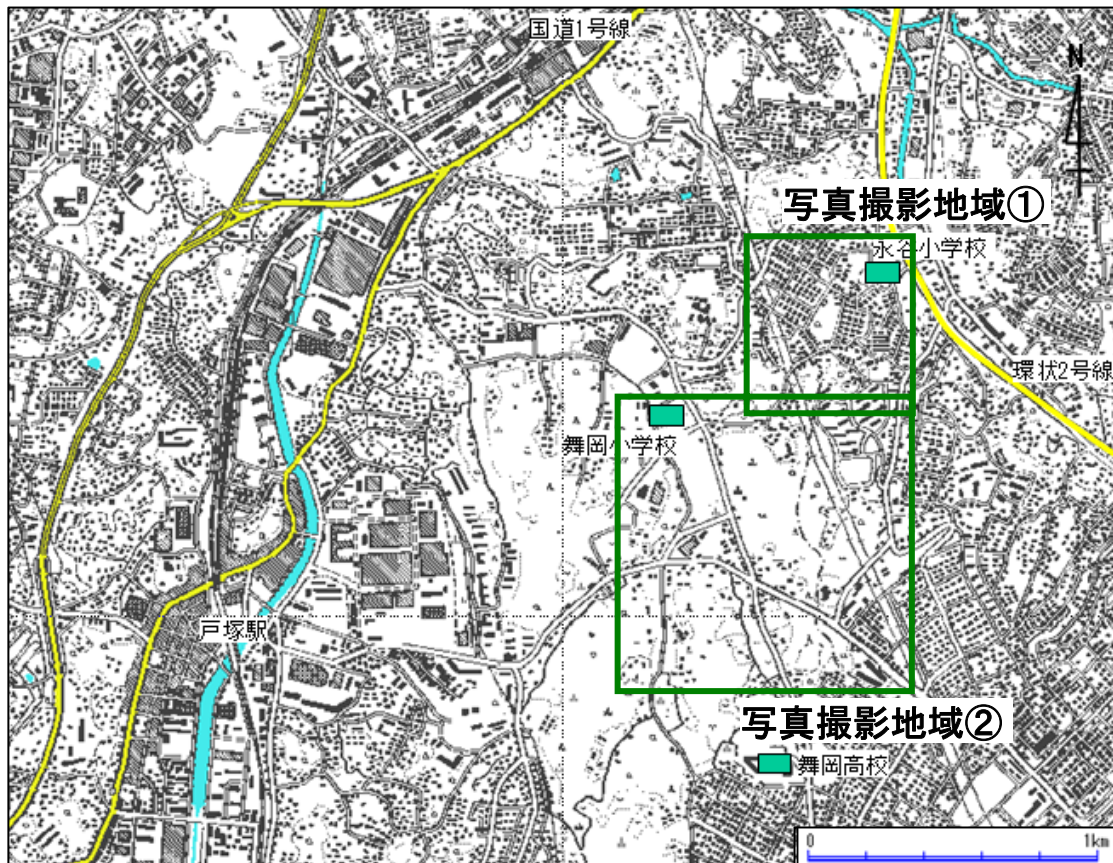 国道1号線
N
写真撮影地域①
永谷小学校
環状2号線
舞岡小学校
戸塚駅
写真撮影地域②
舞岡高校
0 1km